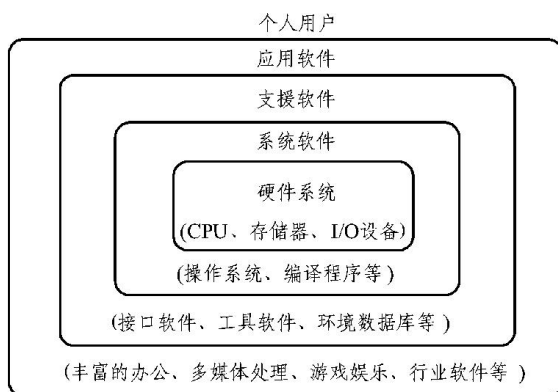 个人用户
应用软件
支援软件
系统软件
硬件系统
(CPU、存储器、I/O设备)
(操作系统、编译程序等)
(接口软件、工具软件、环境数据库等)
(丰富的办公、多媒体处理、游戏娱乐、行业软件等)